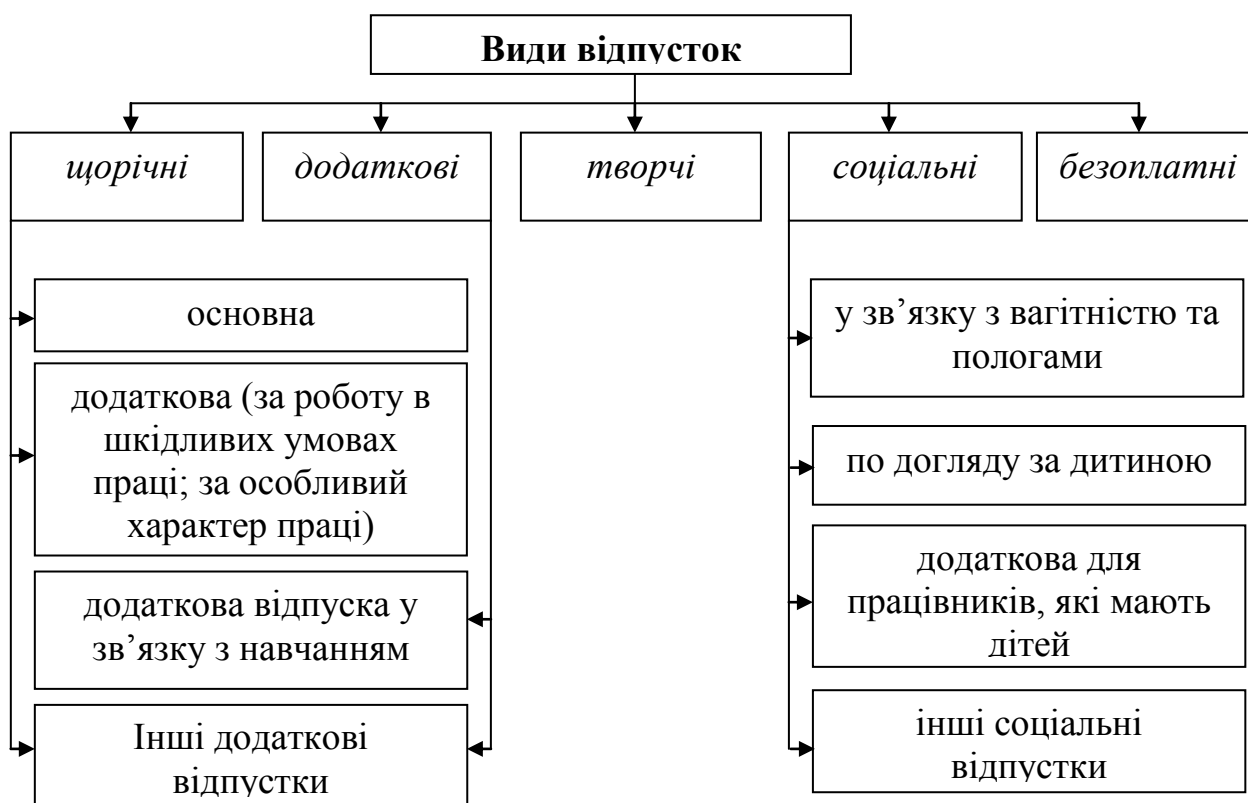 Види відпусток
щорічні
додаткові
творчі
соціальні
безоплатні
основна
додаткова (за роботу в
шкідливих умовах
праці; за особливий
характер праці)
додаткова відпуска у
зв’язку з навчанням
Інші додаткові
відпустки
у зв’язку з вагітністю та
пологами
по догляду за дитиною
додаткова для
працівників, які мають
дітей
інші соціальні
відпустки